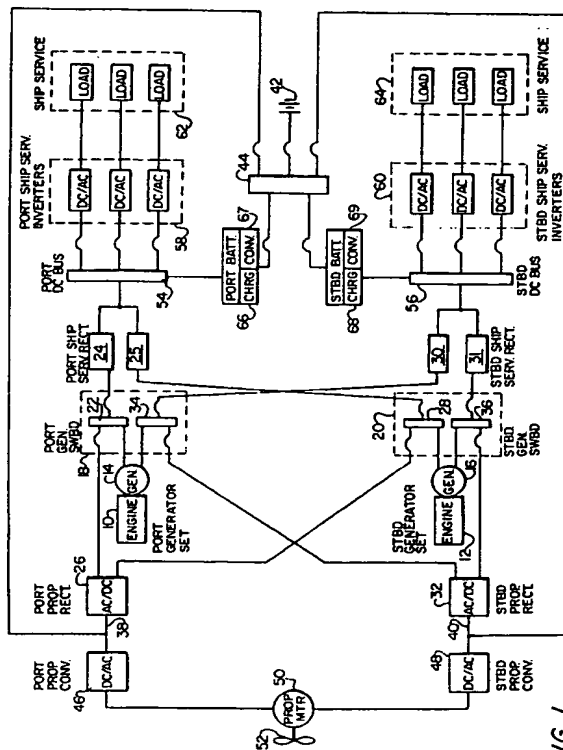 SHIP SERVICE
LOAD
LOAD
LOAD
62
PORT SHIP SERV.
INVERTERS
DC/AC
DC/AC
DC/AC
58
PORT
DC BUS
54
PORT SHIP
SERV. RECT.
24
25
PORT
GEN.
SWBD
18
22
34
14
GEN.
ENGINE
10
PORT
GENERATOR
SET
PORT
PROP
RECT.
26
AC/DC
38
PORT
PROP
CONV.
DC/AC
46
42
44
PORT BATT.
CHRG
CONV.
66
67
STBD BATT.
CHRG
CONV.
68
69
SHIP SERVICE
64
LOAD
LOAD
LOAD
60
DC/AC
DC/AC
DC/AC
STBD SHIP SERV.
INVERTERS
56
STBD
DC BUS
30
31
STBD SHIP
SERV. RECT.
20
28
36
STBD.
GEN.
SWBD
STBD
GENERATOR
SET
GEN.
16
ENGINE
12
32
AC/DC
40
STBD
PROP
RECT.
48
DC/AC
STBD
PROP
CONV.
50
PROP
MTR
52